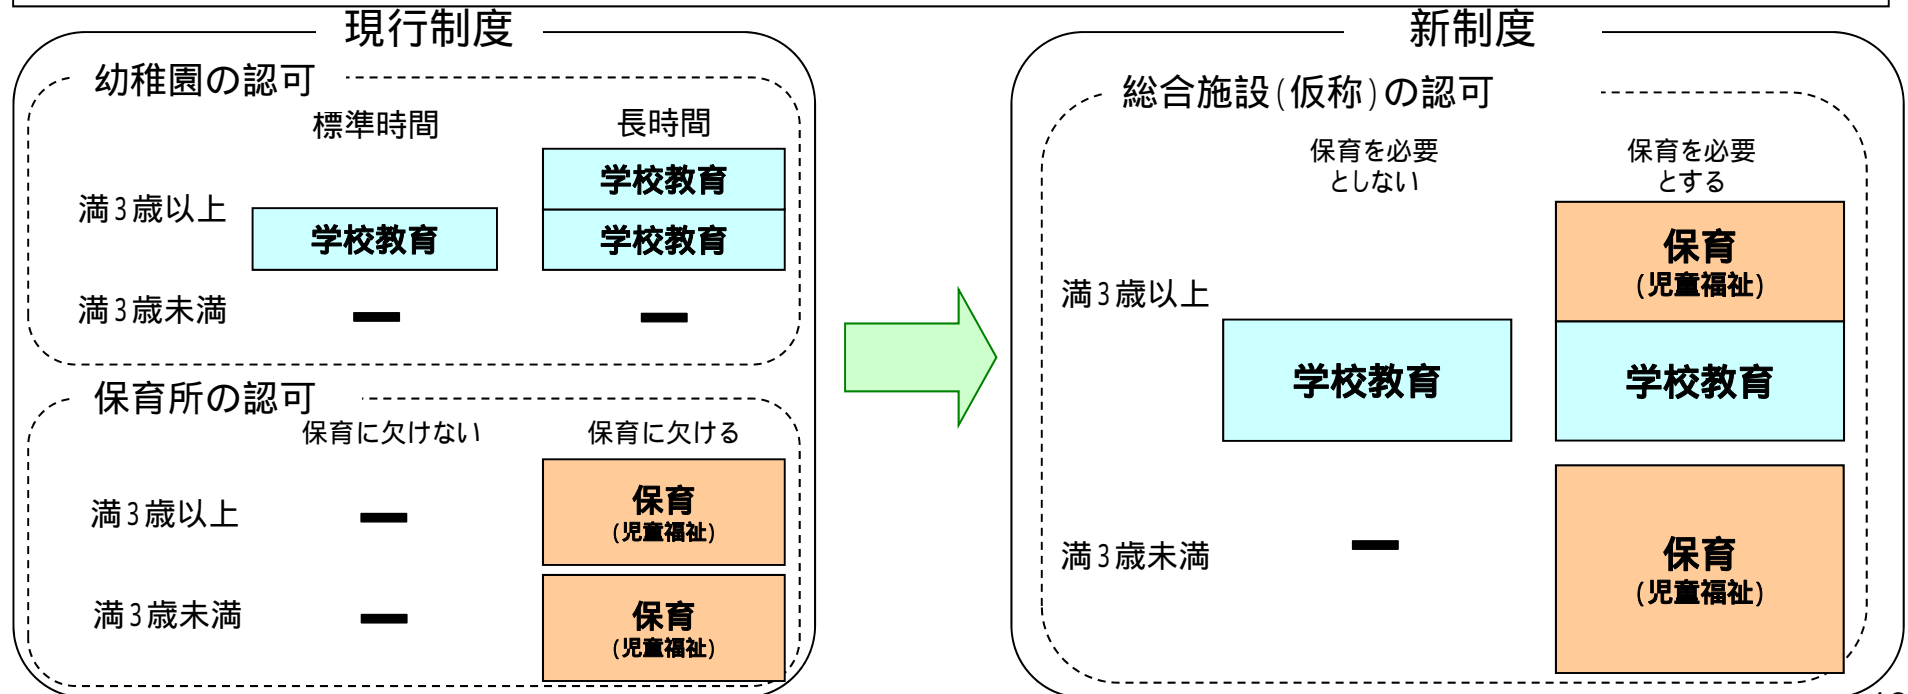 現行制度
幼稚園の認可
標準時間 長時間
学校教育
満3歳以上
学校教育 学校教育
満3歳未満 ー ー
保育所の認可
保育に欠けない 保育に欠ける
満3歳以上 ー 保育
(児童福祉)
満3歳未満 ー 保育
(児童福祉)
新制度
総合施設(仮称)の認可
保育を必要
としない
保育を必要
とする
保育
(児童福祉)
満3歳以上
学校教育 学校教育
満3歳未満 ー 保育
(児童福祉)